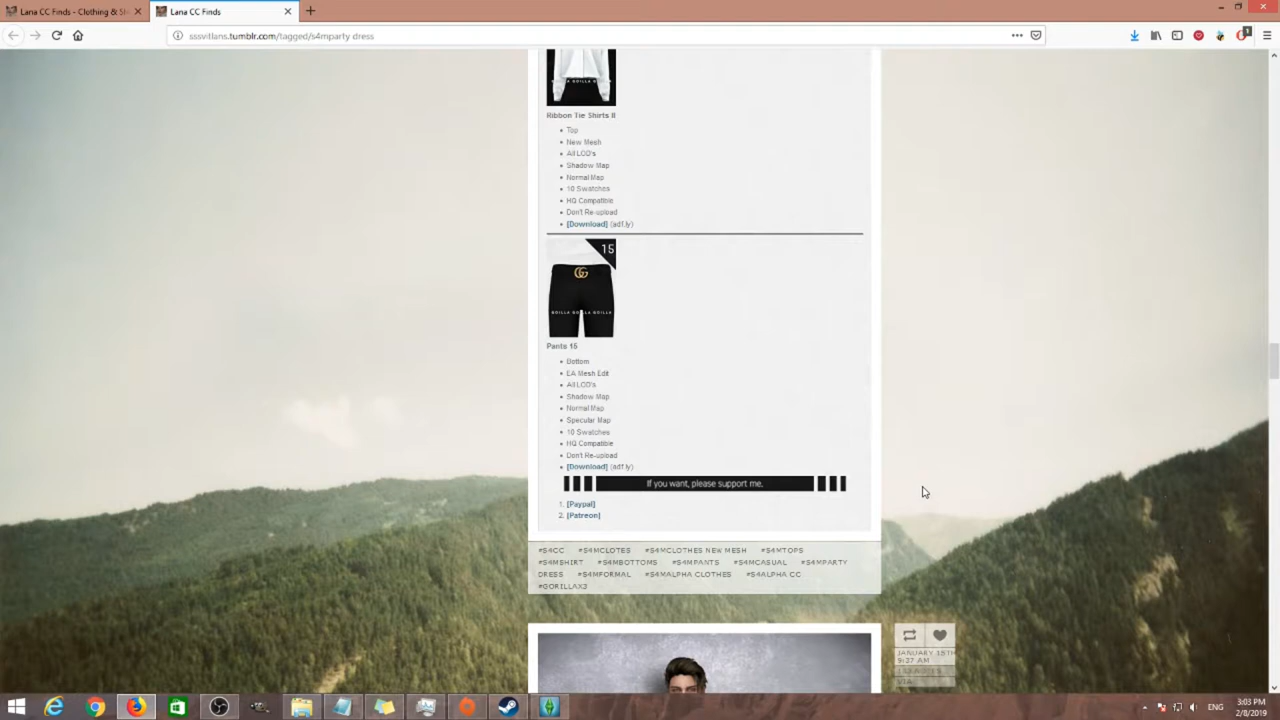 Lana CC Finds - Clothing & Sh
Lana CC Finds
sssvitlans.tumblr.com/tagged/s4mparty dress
Ribbon Tie Shirts II
Top
New Mesh
All LOD's
Shadow Map
Normal Map
10 Swatches
HQ Compatible
Don't Re-upload
[Download] (adf.ly)
15
GORILLA GORILLA GORILLA
Pants 15
Bottom
EA Mesh Edit
All LOD's
Shadow Map
Normal Map
Specular Map
10 Swatches
HQ Compatible
Don't Re-upload
[Download] (adf.ly)
If you want, please support me.
1. [Paypal]
2. [Patreon]
#S4CC #S4MCLOTES #S4MCLOTHES NEW MESH #S4MTOPS
#S4MSHIRT #S4MBOTTOMS #S4MPANTS #S4MCASUAL #S4MPARTY
DRESS #S4MFORMAL #S4MALPHA CLOTHES #S4ALPHA CC
#GORILLAX3
JANUARY 15TH
9:37 AM
VIA
ENG
3:03 PM
2/8/2019